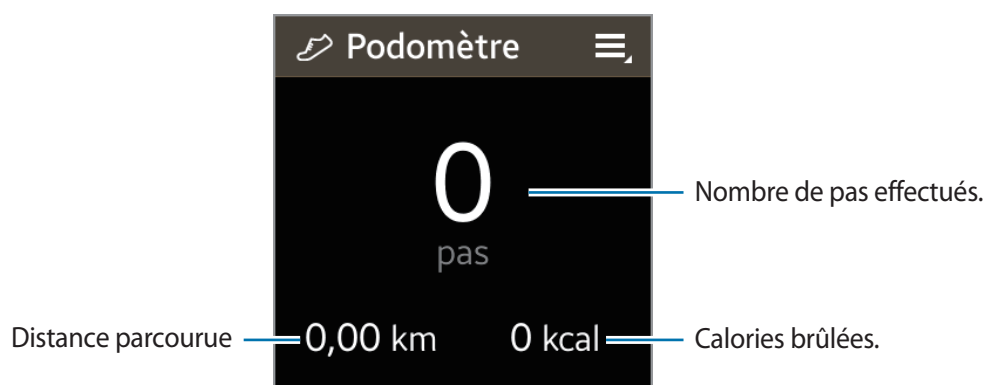 Podomètre
0
Nombre de pas effectués.
pas
Distance parcourue
0,00 km
0 kcal
Calories brûlées.